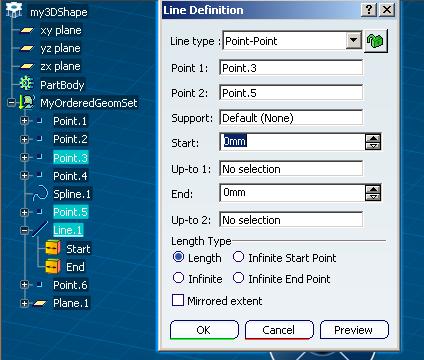 my3DShape
xy plane
yz plane
zx plane
PartBody
MyOrderedGeomSet
Point.1
Point.2
Point.3
Point.4
Spline.1
Point.5
Line.1
Start
End
Point.6
Plane.1
Line Definition
Line type : Point-Point
Point 1: Point.3
Point 2: Point.5
Support: Default (None)
Start: 0mm
Up-to 1: No selection
End: 0mm
Up-to 2: No selection
Length Type
Length Infinite Start Point
Infinite Infinite End Point
Mirrored extent
OK Cancel Preview